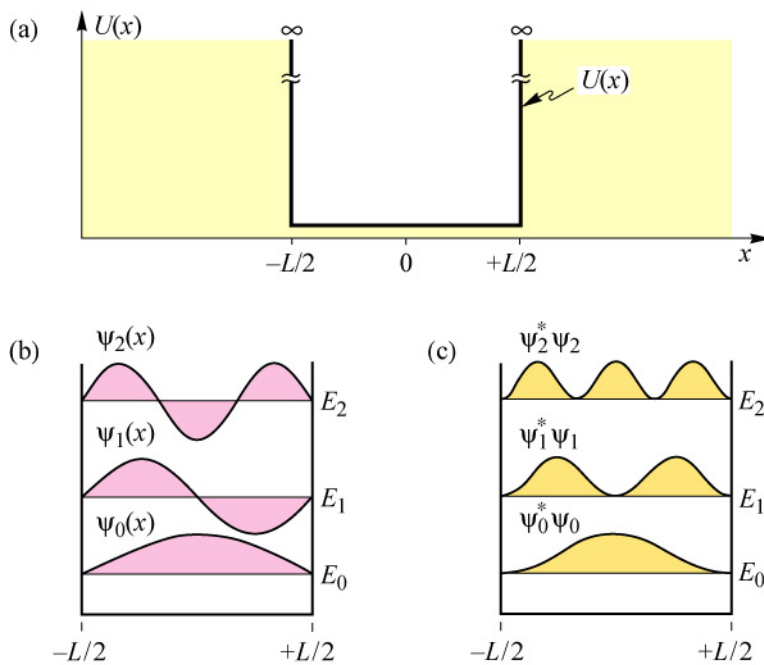 (a) U(x) ∞ ∞
U(x)
–L/2 0 +L/2 x
(b) ψ₂(x)
E₂
ψ₁(x)
E₁
ψ₀(x)
E₀
–L/2 +L/2
(c) ψ₂*ψ₂
E₂
ψ₁*ψ₁
E₁
ψ₀*ψ₀
E₀
–L/2 +L/2